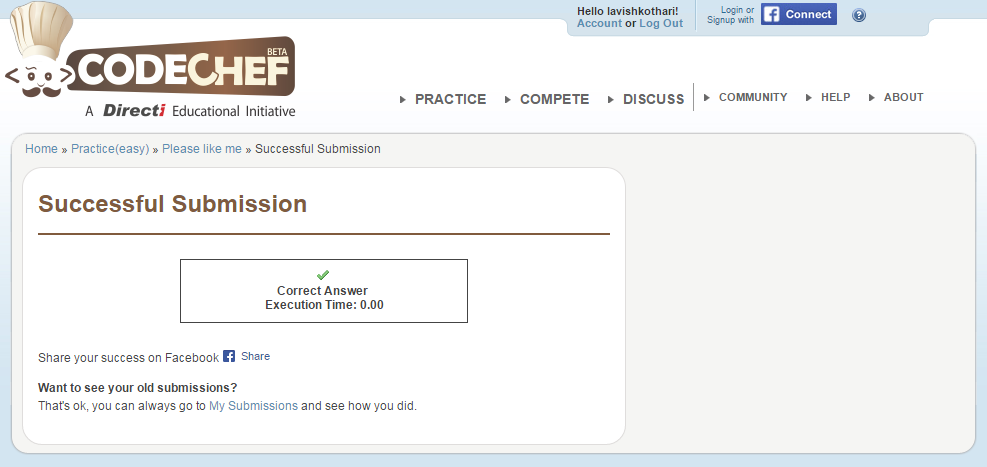 Hello lavishkothari!
Account or Log Out
Login or
Signup with
Connect
?
CODECHEF
BETA
A Directi Educational Initiative
PRACTICE
COMPETE
DISCUSS
COMMUNITY
HELP
ABOUT
Home » Practice(easy) » Please like me » Successful Submission
Successful Submission
Correct Answer
Execution Time: 0.00
Share your success on Facebook Share
Want to see your old submissions?
That's ok, you can always go to My Submissions and see how you did.